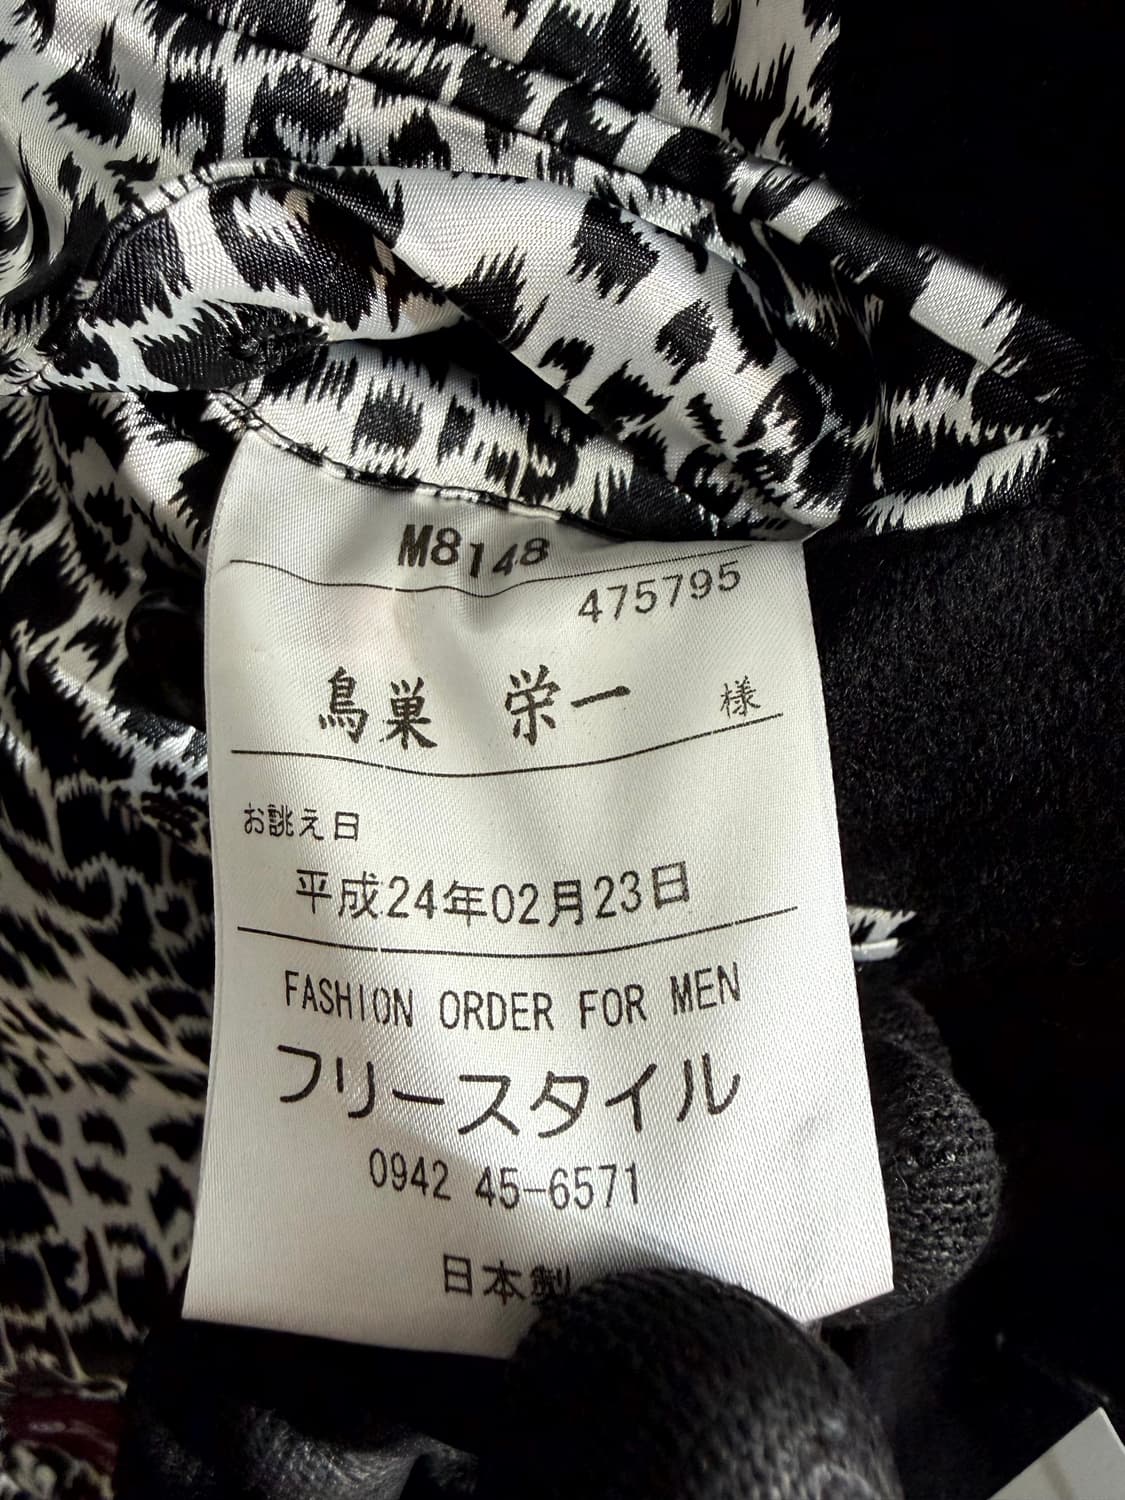 M8148
475795
鳥巣 栄一 様
お誂え日
平成24年02月23日
FASHION ORDER FOR MEN
フリースタイル
0942 45-6571
日本製